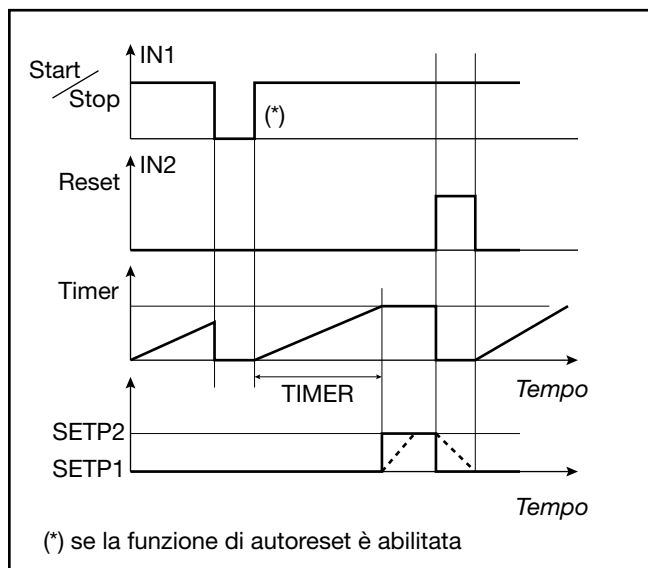 IN1
Start
Stop
(*)
IN2
Reset
Timer
Tempo
TIMER
SETP2
SETP1
Tempo
(*) se la funzione di autoreset è abilitata